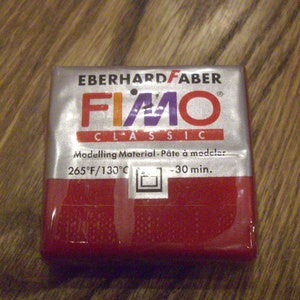 EBERHARDFABER
FIMO®
CLASSIC
Modelling Material-Pâte à modeler
265°F/130°C - 30 min.